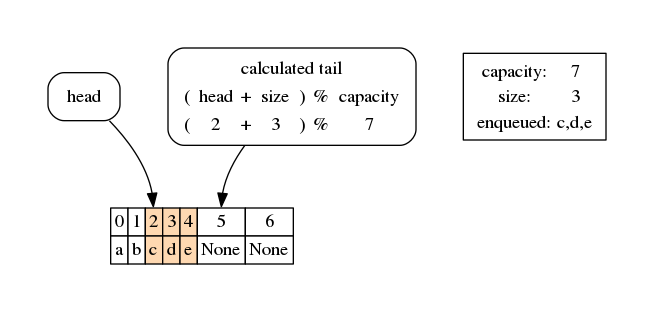 head
calculated tail
( head + size ) % capacity
( 2 + 3 ) % 7
capacity: 7
size: 3
enqueued: c,d,e
0 1 2 3 4 5 6
a b c d e None None